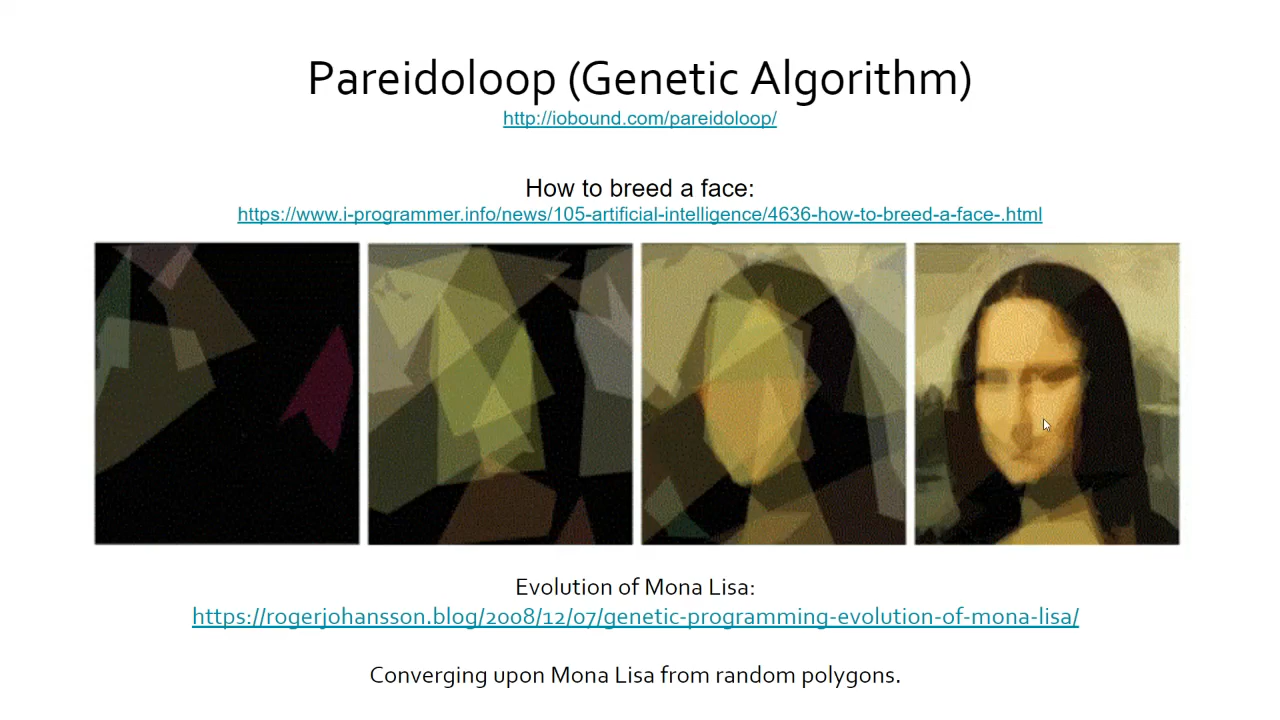 Pareidoloop (Genetic Algorithm)
http://iobound.com/pareidoloop/
How to breed a face:
https://www.i-programmer.info/news/105-artificial-intelligence/4636-how-to-breed-a-face-.html
Evolution of Mona Lisa:
https://rogerjohansson.blog/2008/12/07/genetic-programming-evolution-of-mona-lisa/
Converging upon Mona Lisa from random polygons.